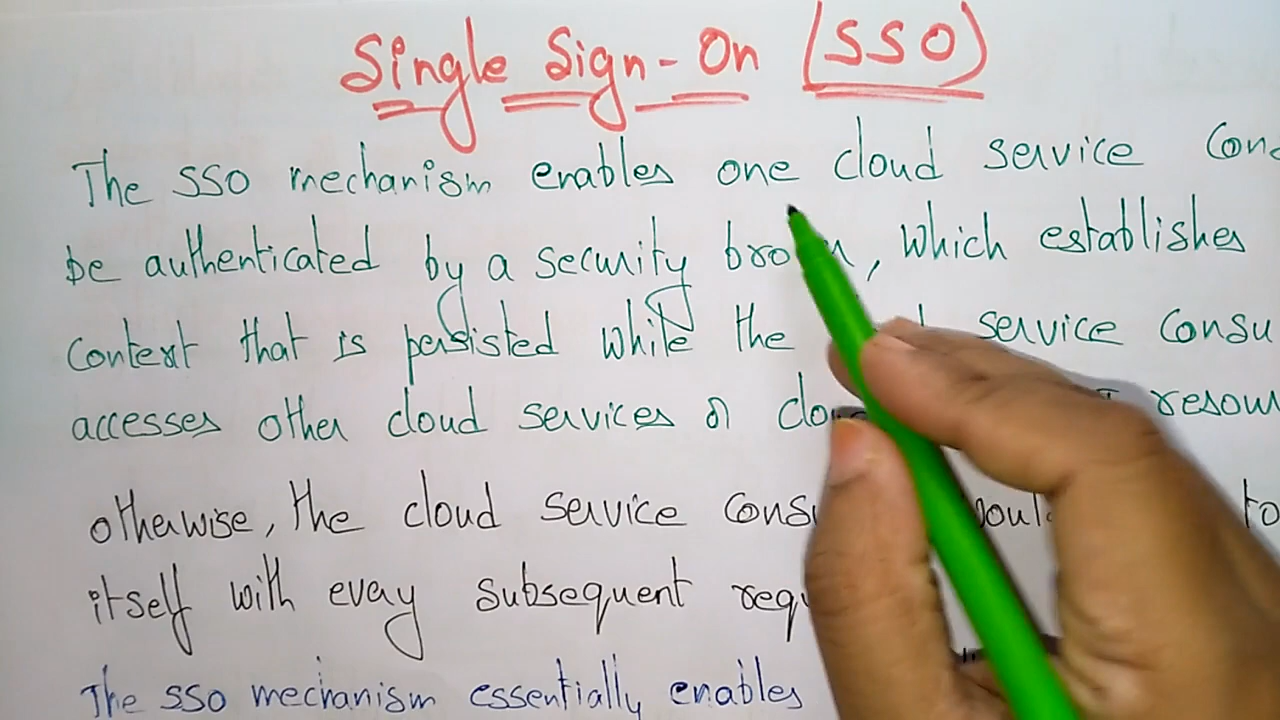 Single Sign-On (SSO)
The SSO mechanism enables one cloud service
be authenticated by a security , which establishes
context that is persisted while the service
accesses other cloud services or
otherwise, the cloud service to
itself with every subsequent
The SSO mechanism essentially enables